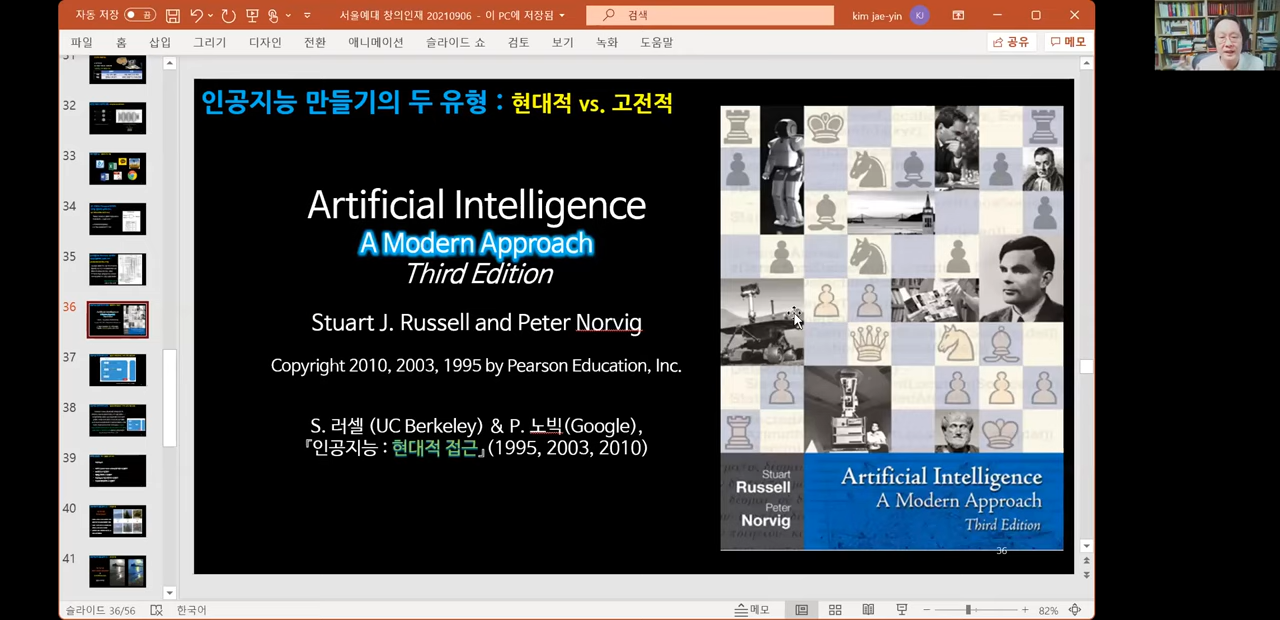 자동 저장 끔
서울예대 창의인재 20210906 - 이 PC에 저장됨
검색
kim jae-yin
KJ
파일 홈 삽입 그리기 디자인 전환 애니메이션 슬라이드 쇼 검토 보기 녹화 도움말
공유
메모
32
33
34
35
36
37
38
39
40
41
인공지능 만들기의 두 유형 : 현대적 vs. 고전적
Artificial Intelligence
A Modern Approach
Third Edition
Stuart J. Russell and Peter Norvig
Copyright 2010, 2003, 1995 by Pearson Education, Inc.
S. 러셀 (UC Berkeley) & P. 노빅(Google),
『인공지능 : 현대적 접근』(1995, 2003, 2010)
Stuart
Russell
Peter
Norvig
Artificial Intelligence
A Modern Approach
Third Edition
36
슬라이드 36/56
한국어
메모
82%